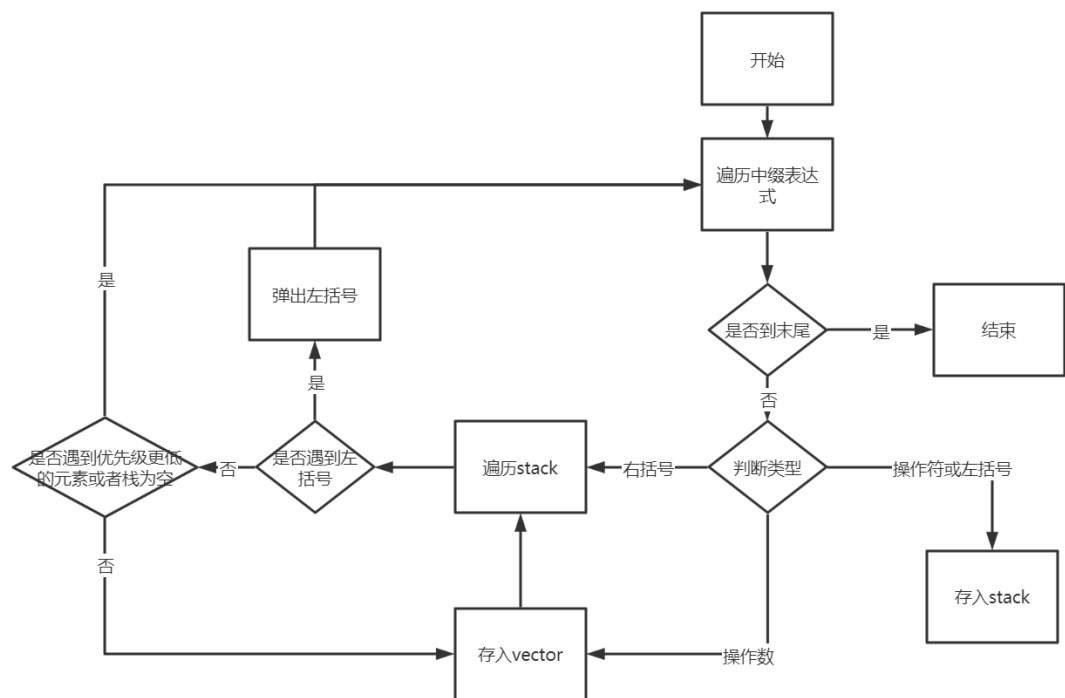 开始
遍历中缀表达
式
是
弹出左括号
是否到末尾
是
结束
是
否
是否遇到优先级更低
的元素或者栈为空
否
是否遇到左
括号
遍历stack
右括号
判断类型
操作符或左括号
否
存入stack
存入vector
操作数